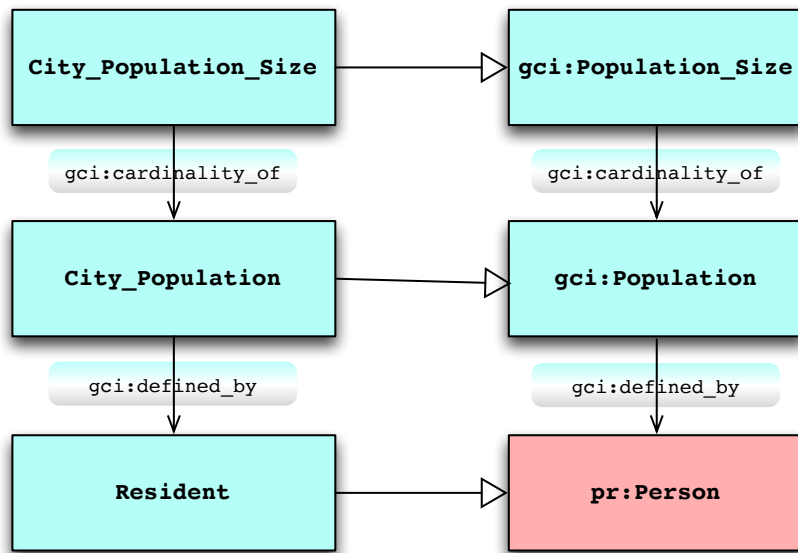 City_Population_Size
gci:Population_Size
gci:cardinality_of
gci:cardinality_of
City_Population
gci:Population
gci:defined_by
gci:defined_by
Resident
pr:Person